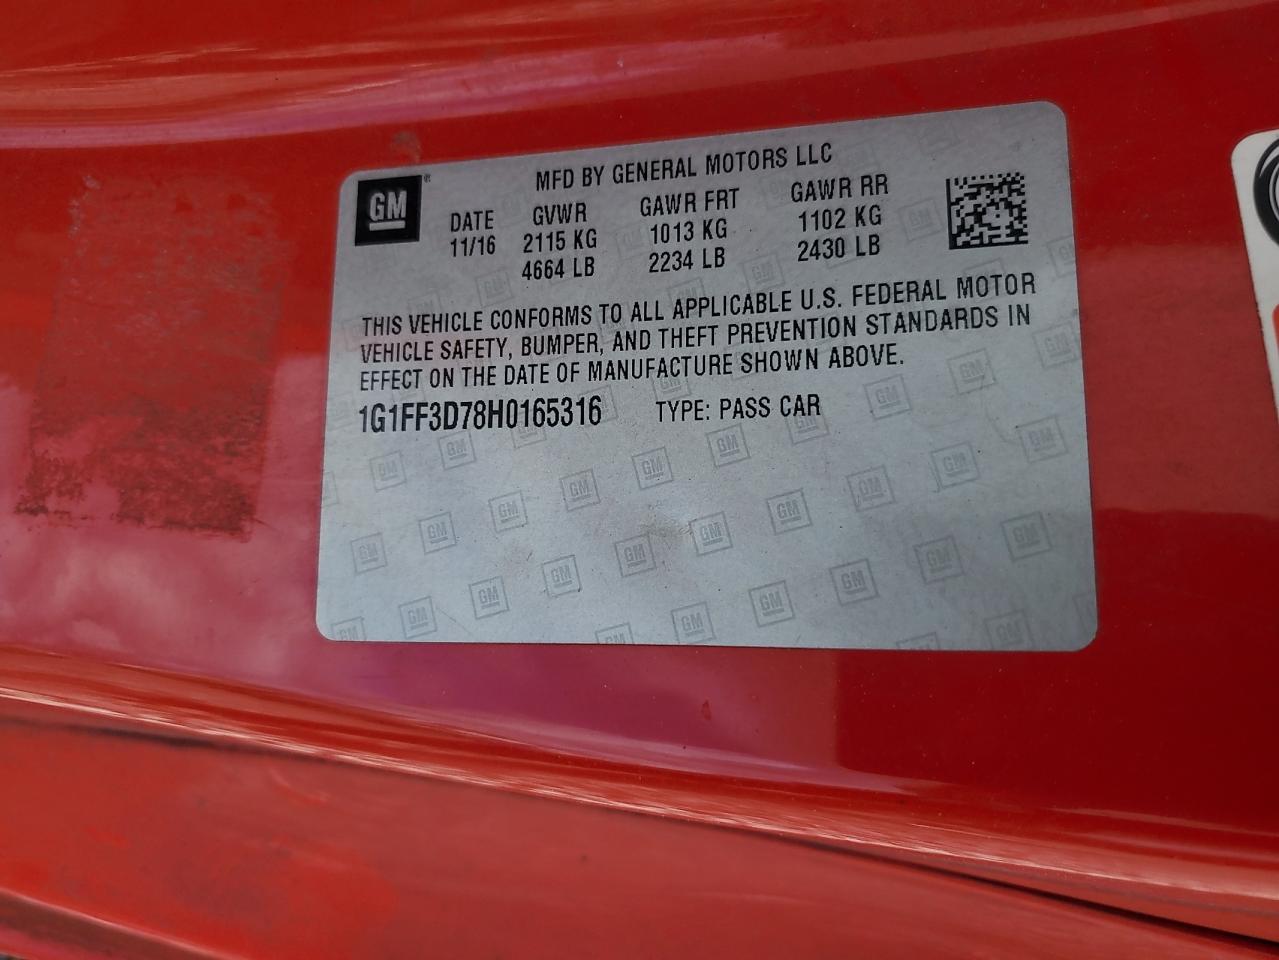 MFD BY GENERAL MOTORS LLC
GM
DATE GVWR GAWR FRT GAWR RR
11/16 2115 KG 1013 KG 1102 KG
4664 LB 2234 LB 2430 LB
THIS VEHICLE CONFORMS TO ALL APPLICABLE U.S. FEDERAL MOTOR
VEHICLE SAFETY, BUMPER, AND THEFT PREVENTION STANDARDS IN
EFFECT ON THE DATE OF MANUFACTURE SHOWN ABOVE.
1G1FF3D78H0165316 TYPE: PASS CAR